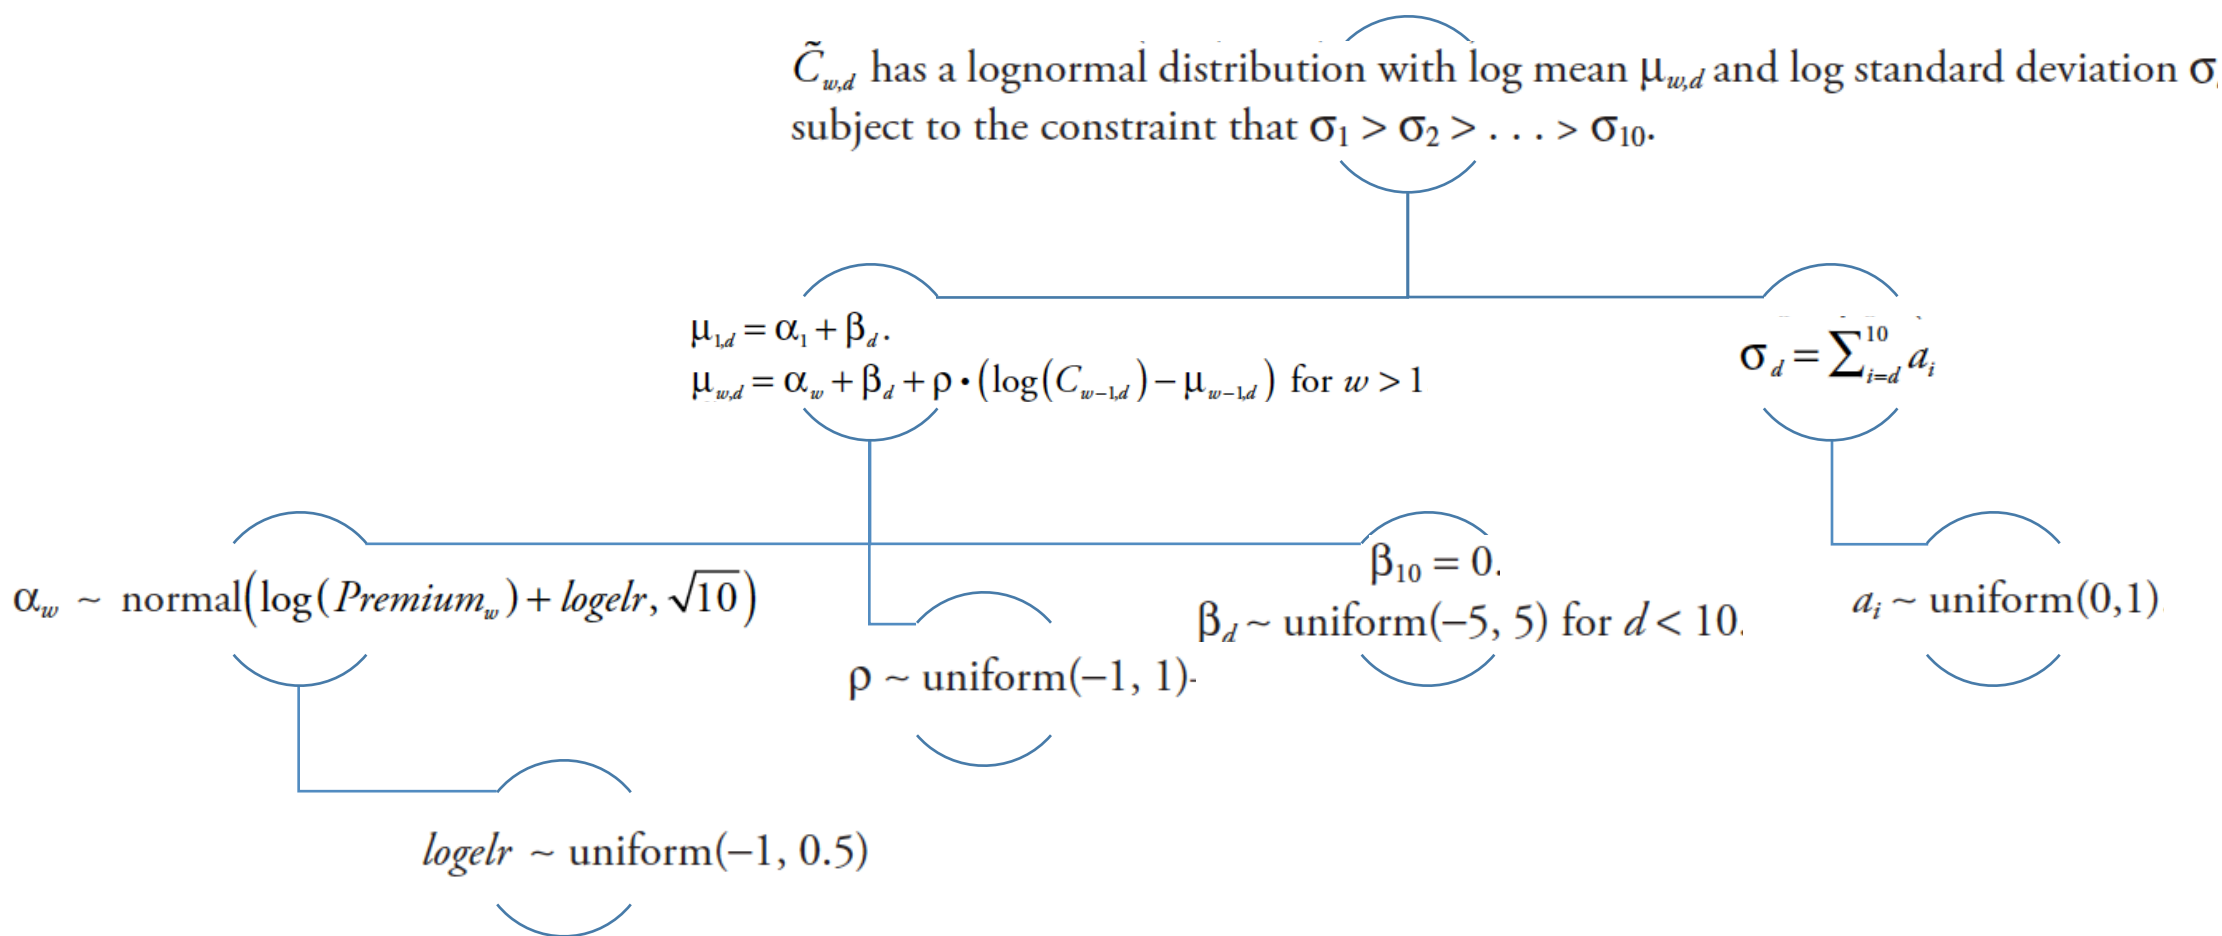 C̃w,d has a lognormal distribution with log mean μw,d and log standard deviation σ
subject to the constraint that σ1 > σ2 > . . . > σ10.
μ1,d = α1 + βd.
μw,d = αw + βd + ρ • (log(Cw−1,d) − μw−1,d) for w > 1
σd = ∑i=d10 ai
αw ~ normal(log(Premiumw) + logelr, √10)
β10 = 0.
βd ~ uniform(−5, 5) for d < 10.
ai ~ uniform(0,1)
ρ ~ uniform(−1, 1)
logelr ~ uniform(−1, 0.5)